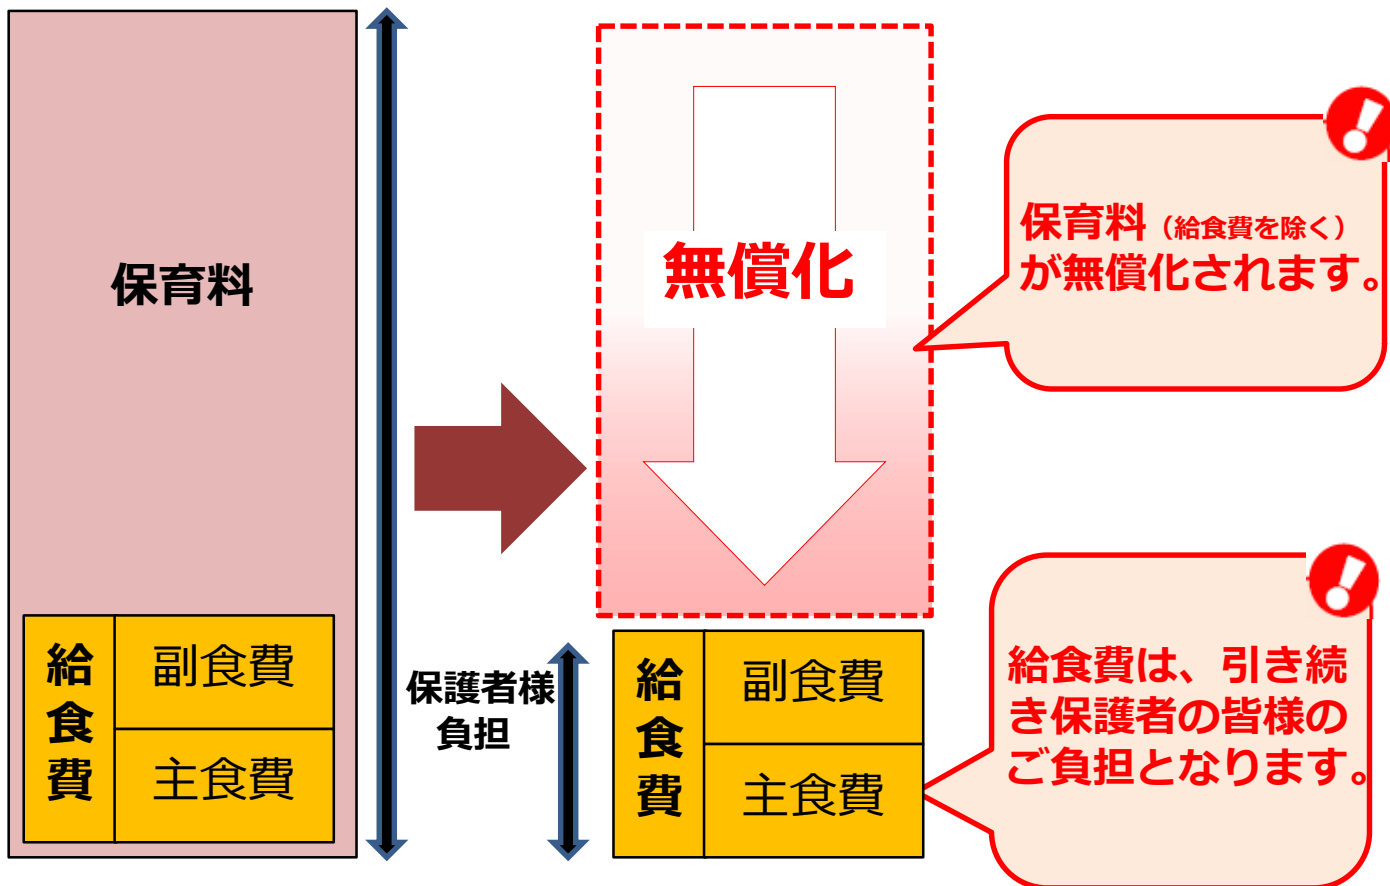 保育料
給食費
副食費
主食費
保護者様
負担
無償化
給食費
副食費
主食費
保育料（給食費を除く）
が無償化されます。
給食費は、引き続
き保護者の皆様の
ご負担となります。